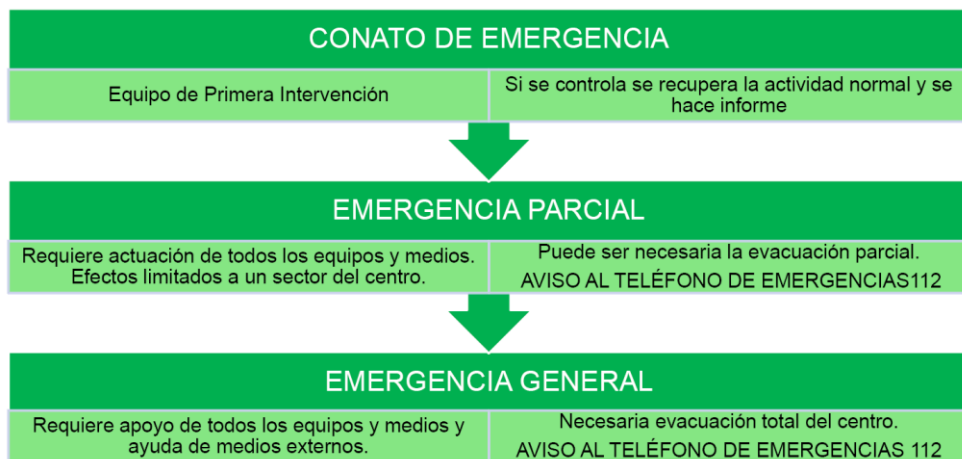 CONATO DE EMERGENCIA
Equipo de Primera Intervención
Si se controla se recupera la actividad normal y se
hace informe
EMERGENCIA PARCIAL
Requiere actuación de todos los equipos y medios.
Efectos limitados a un sector del centro.
Puede ser necesaria la evacuación parcial.
AVISO AL TELÉFONO DE EMERGENCIAS112
EMERGENCIA GENERAL
Requiere apoyo de todos los equipos y medios y
ayuda de medios externos.
Necesaria evacuación total del centro.
AVISO AL TELÉFONO DE EMERGENCIAS 112